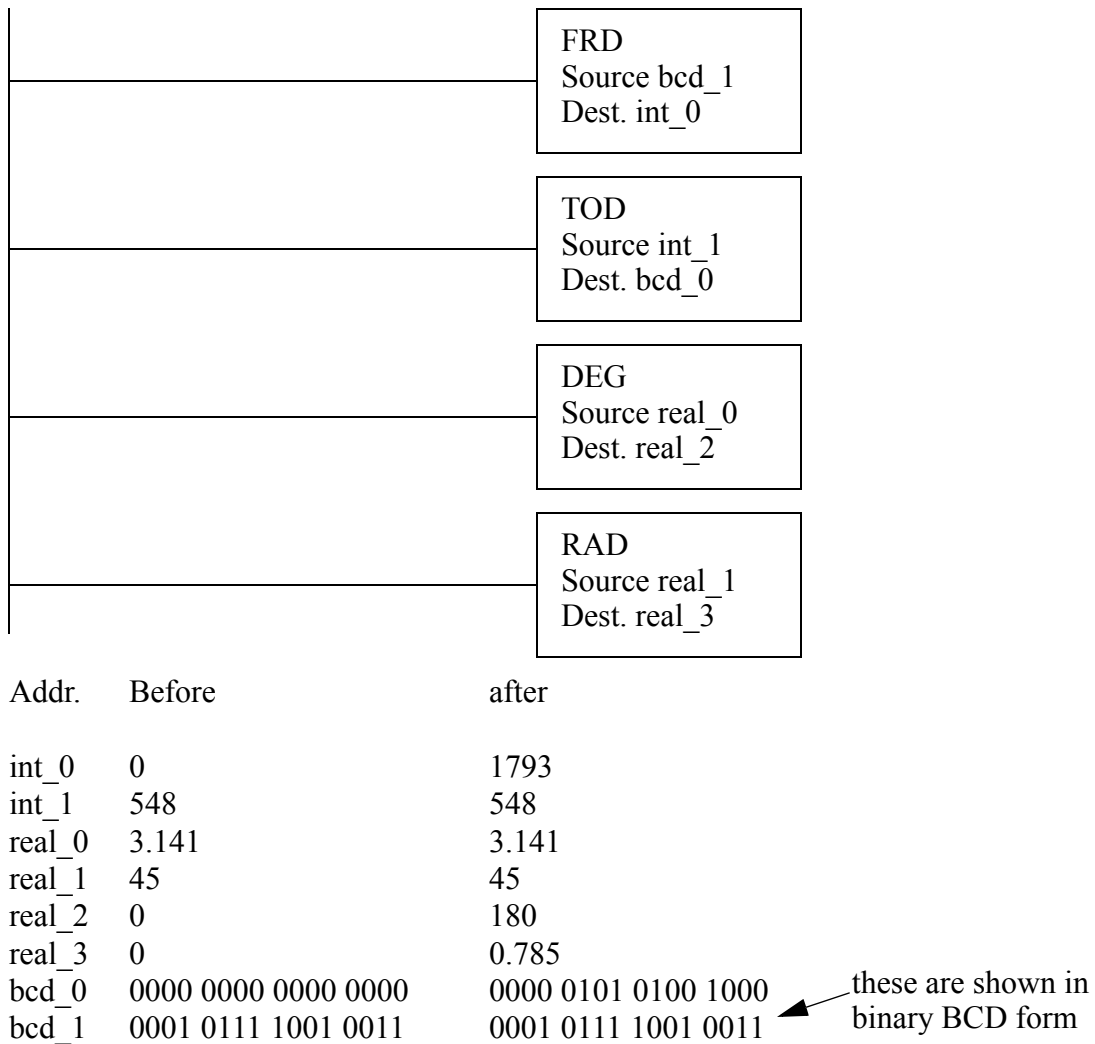 FRD
Source bcd_1
Dest. int_0
TOD
Source int_1
Dest. bcd_0
DEG
Source real_0
Dest. real_2
RAD
Source real_1
Dest. real_3
Addr. Before after
int_0 0 1793
int_1 548 548
real_0 3.141 3.141
real_1 45 45
real_2 0 180
real_3 0 0.785
bcd_0 0000 0000 0000 0000 0000 0101 0100 1000
bcd_1 0001 0111 1001 0011 0001 0111 1001 0011
these are shown in
binary BCD form